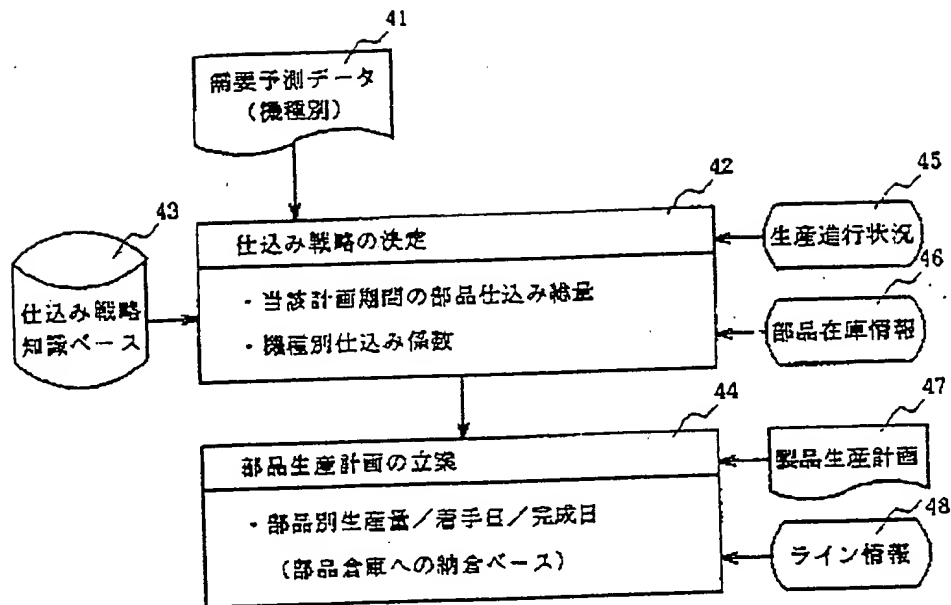 41
需要予測データ
(機種別)
42
45
43
仕込み戦略の決定
生産進行状況
46
仕込み戦略
知識ベース
・当該計画期間の部品仕込み総量
・機種別仕込み係数
部品在庫情報
44
47
部品生産計画の立案
製品生産計画
48
・部品別生産量/着手日/完成日
(部品倉庫への納倉ベース)
ライン情報